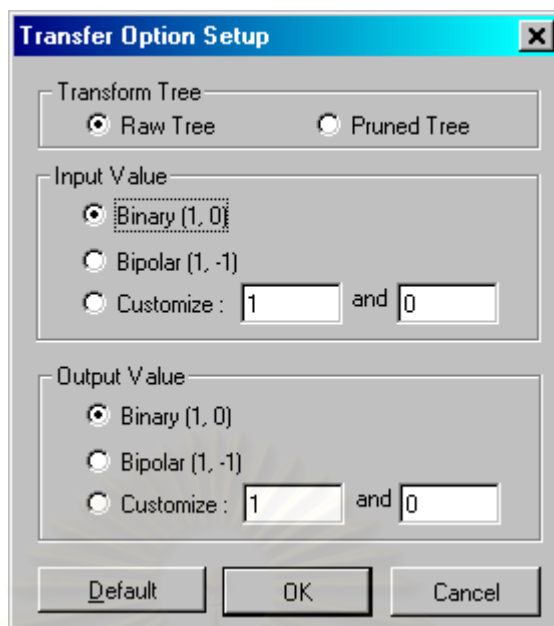 Transfer Option Setup
Transform Tree
Raw Tree Pruned Tree
Input Value
Binary (1, 0)
Bipolar (1, -1)
Customize : 1 and 0
Output Value
Binary (1, 0)
Bipolar (1, -1)
Customize : 1 and 0
Default OK Cancel